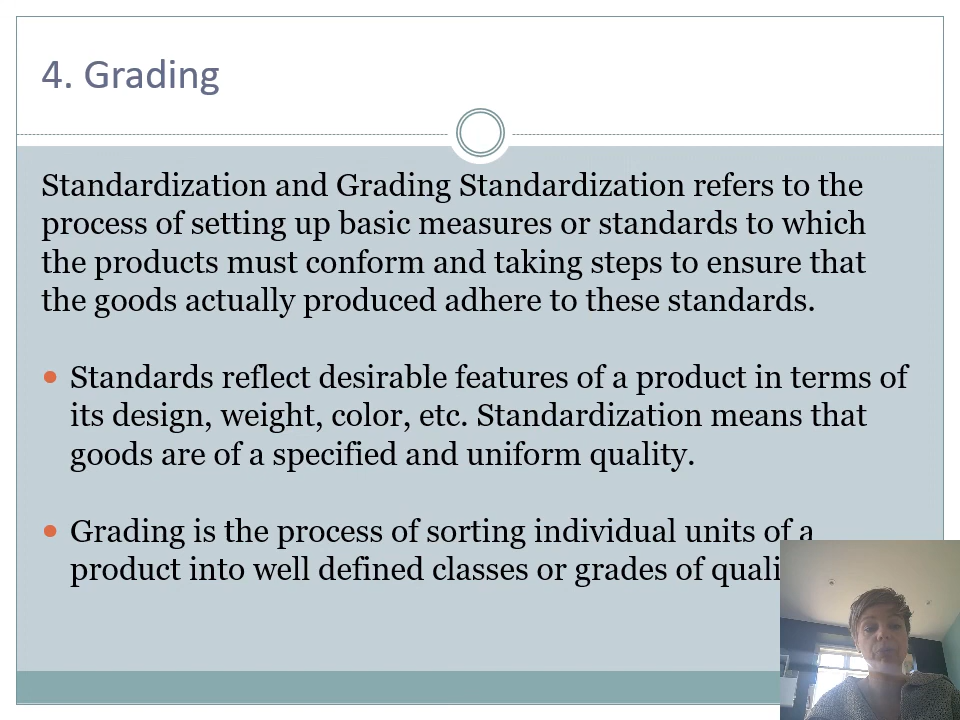 4. Grading
Standardization and Grading Standardization refers to the
process of setting up basic measures or standards to which
the products must conform and taking steps to ensure that
the goods actually produced adhere to these standards.
Standards reflect desirable features of a product in terms of
its design, weight, color, etc. Standardization means that
goods are of a specified and uniform quality.
Grading is the process of sorting individual units of a
product into well defined classes or grades of